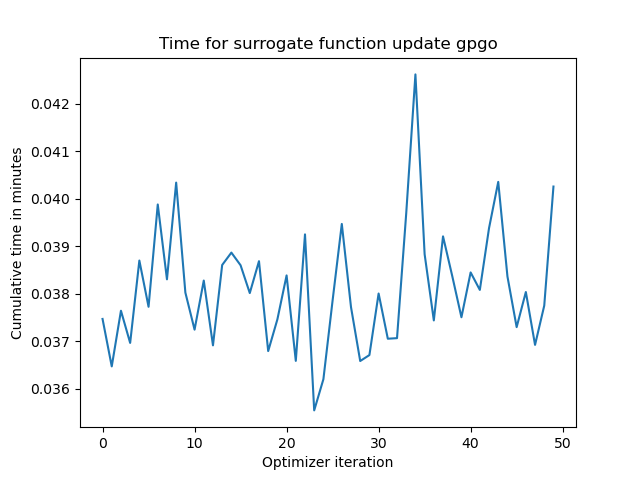 Time for surrogate function update gpgo
Cumulative time in minutes
0.042
0.041
0.040
0.039
0.038
0.037
0.036
0 10 20 30 40 50
Optimizer iteration